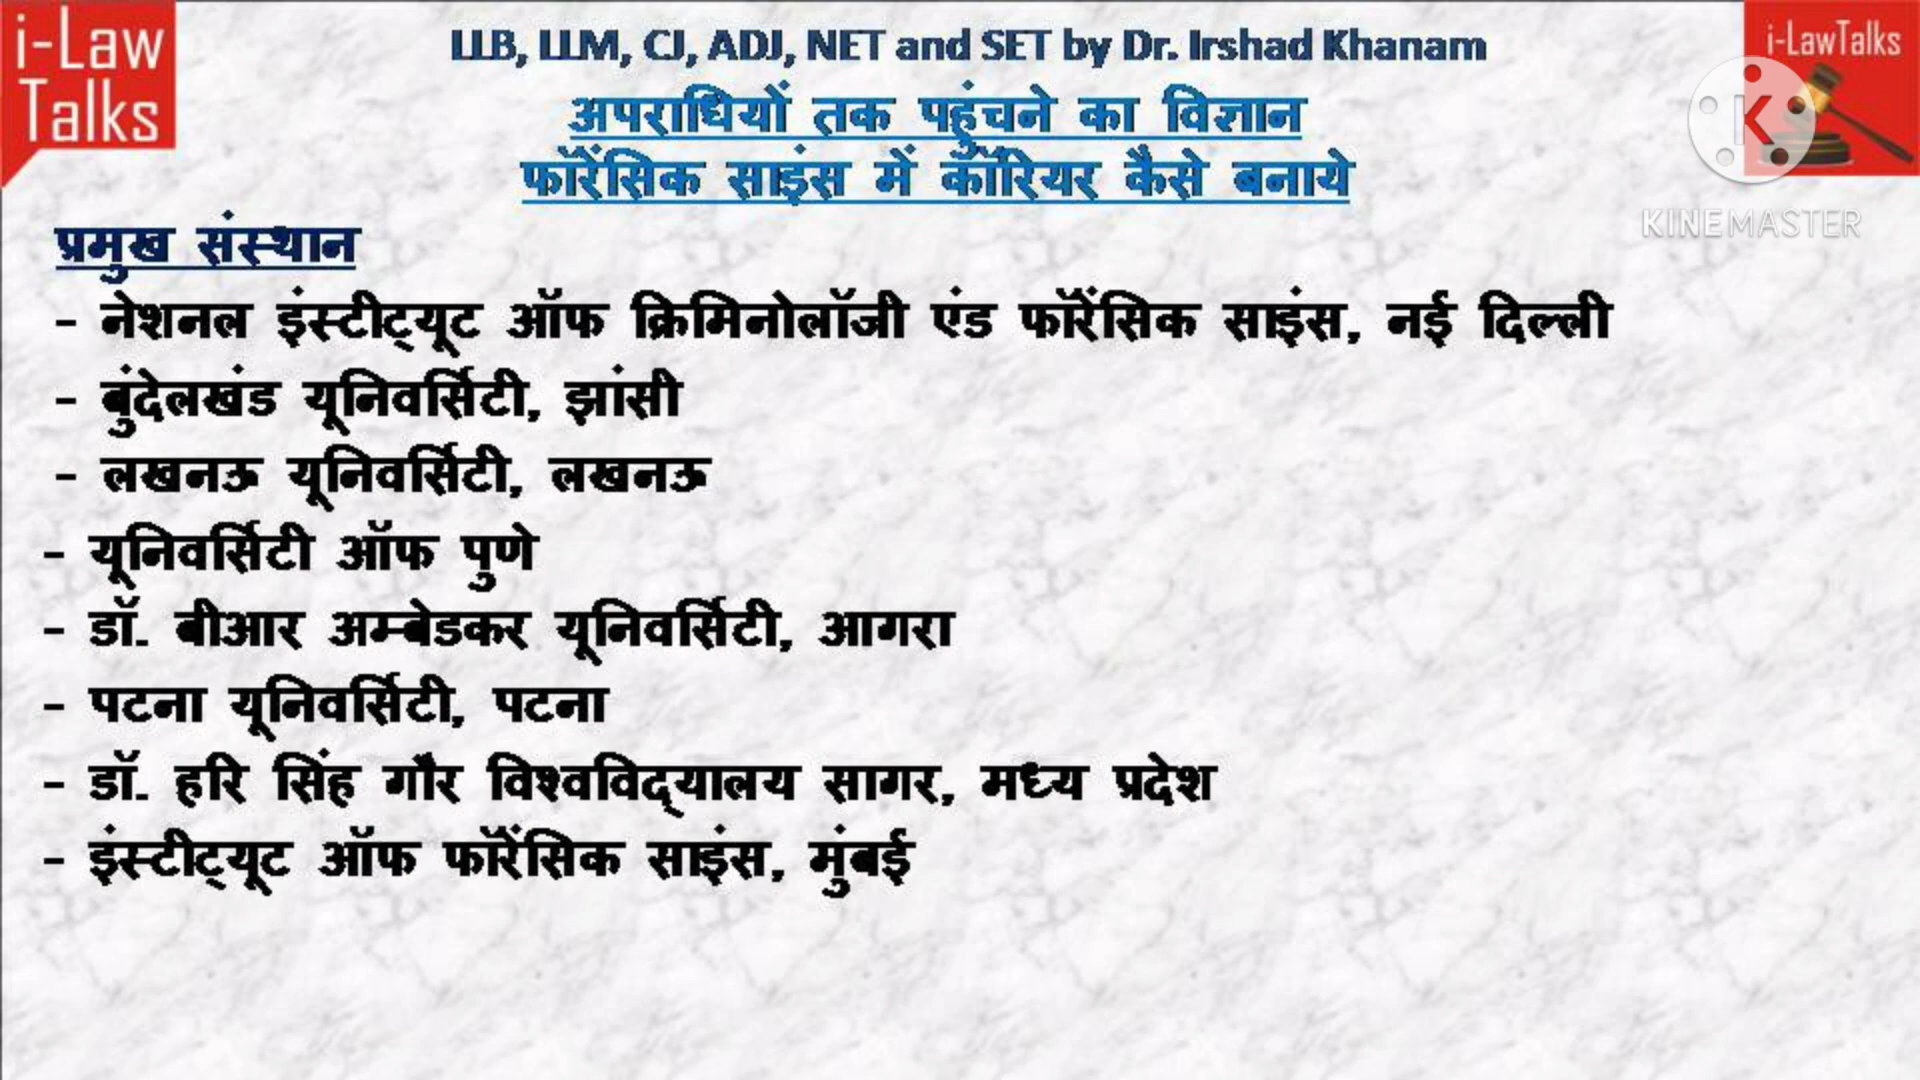 i-Law
Talks
LLB, LLM, CJ, ADJ, NET and SET by Dr. Irshad Khanam
i-LawTalks
अपराधियों तक पहुंचने का विज्ञान
फॉरेंसिक साइंस में कॉरियर कैसे बनाये
K
KINEMASTER
प्रमुख संस्थान
- नेशनल इंस्टीट्यूट ऑफ क्रिमिनोलॉजी एंड फॉरेंसिक साइंस, नई दिल्ली
- बुंदेलखंड यूनिवर्सिटी, झांसी
- लखनऊ यूनिवर्सिटी, लखनऊ
- यूनिवर्सिटी ऑफ पुणे
- डॉ. बीआर अम्बेडकर यूनिवर्सिटी, आगरा
- पटना यूनिवर्सिटी, पटना
- डॉ. हरि सिंह गौर विश्वविद्यालय सागर, मध्य प्रदेश
- इंस्टीट्यूट ऑफ फॉरेंसिक साइंस, मुंबई